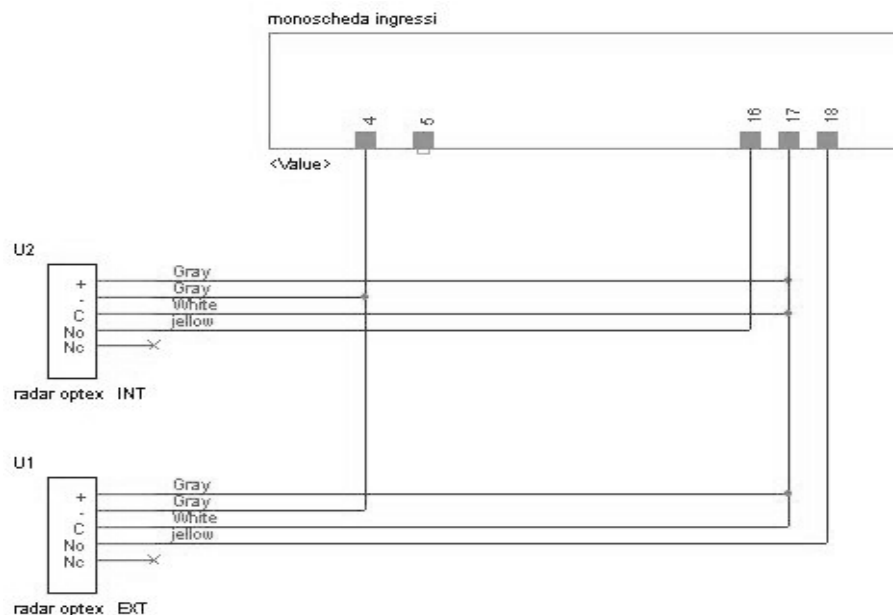 monoscheda ingressi
4 5 16 17 18
<Value>
U2
+ Gray
- Gray
C White
No jellow
Nc
radar optex INT
U1
+ Gray
- Gray
C White
No jellow
Nc
radar optex EXT